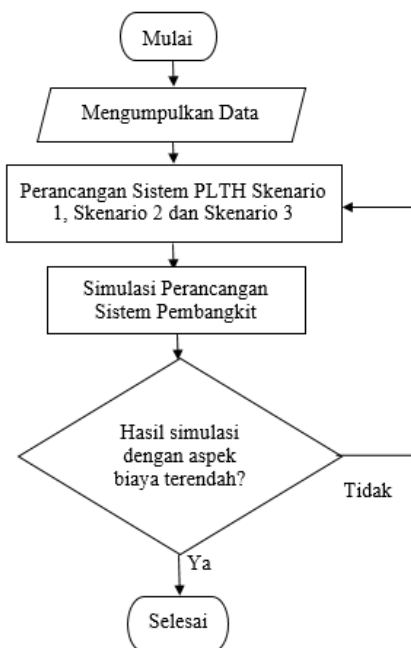 Mulai
Mengumpulkan Data
Perancangan Sistem PLTH Skenario
1, Skenario 2 dan Skenario 3
Simulasi Perancangan
Sistem Pembangkit
Hasil simulasi
dengan aspek
biaya terendah?
Tidak
Ya
Selesai